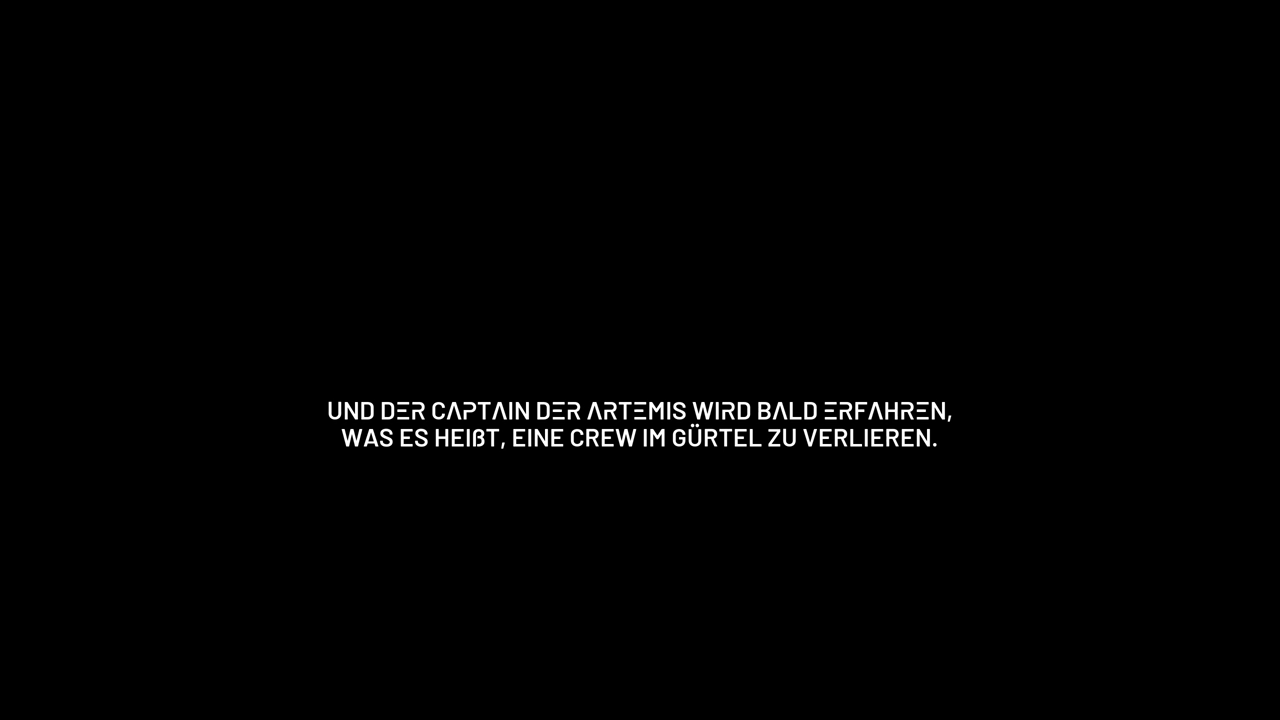 UND DER CAPTAIN DER ARTEMIS WIRD BALD ERFAHREN,
WAS ES HEIßT, EINE CREW IM GÜRTEL ZU VERLIEREN.